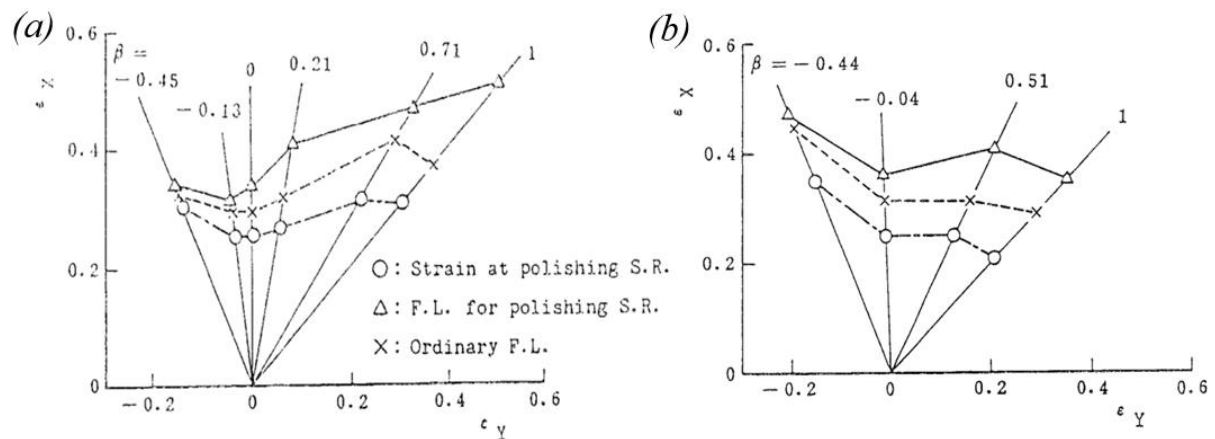 (a)
0.6
β =
−0.45
−0.13
0
0.21
0.71
1
ε X
0.4
0.2
0
○: Strain at polishing S.R.
△: F.L. for polishing S.R.
×: Ordinary F.L.
−0.2
0
0.2
0.4
0.6
ε Y
(b)
0.6
β = −0.44
−0.04
0.51
1
ε X
0.4
0.2
0
−0.2
0
0.2
0.4
0.6
ε Y